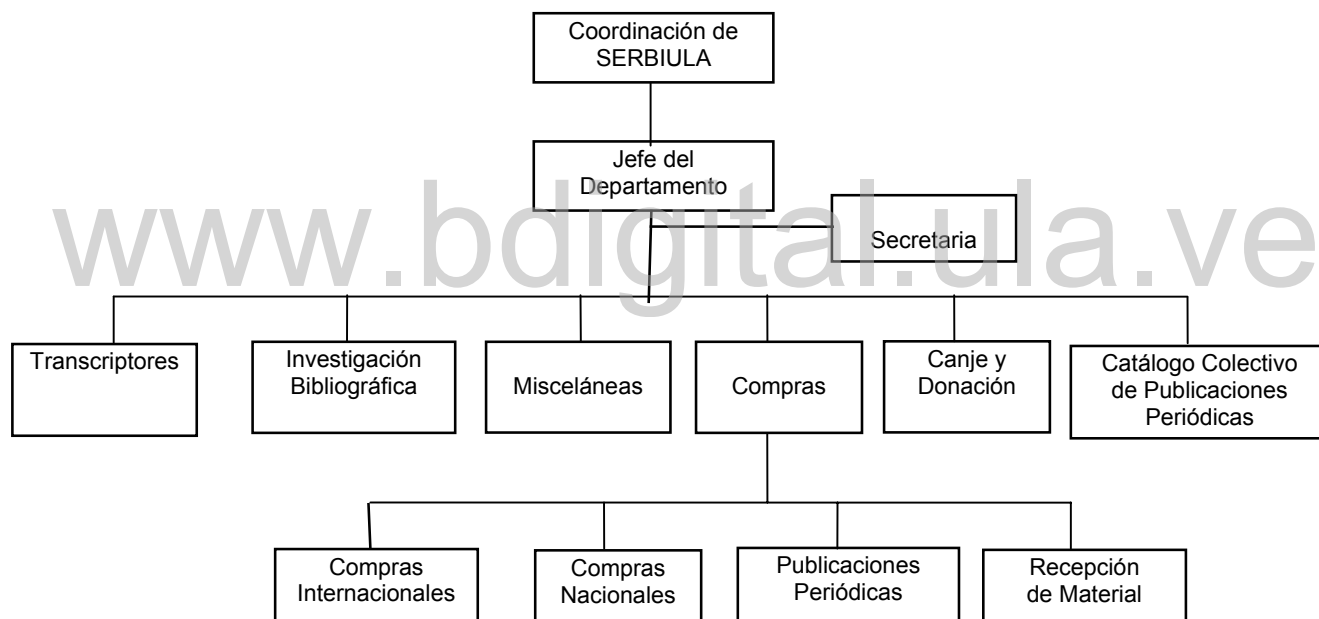 Coordinación de
SERBIULA
Jefe del
Departamento
Secretaria
www.bdigital.ula.ve
Transcriptores
Investigación
Bibliográfica
Misceláneas
Compras
Canje y
Donación
Catálogo Colectivo
de Publicaciones
Periódicas
Compras
Internacionales
Compras
Nacionales
Publicaciones
Periódicas
Recepción
de Material